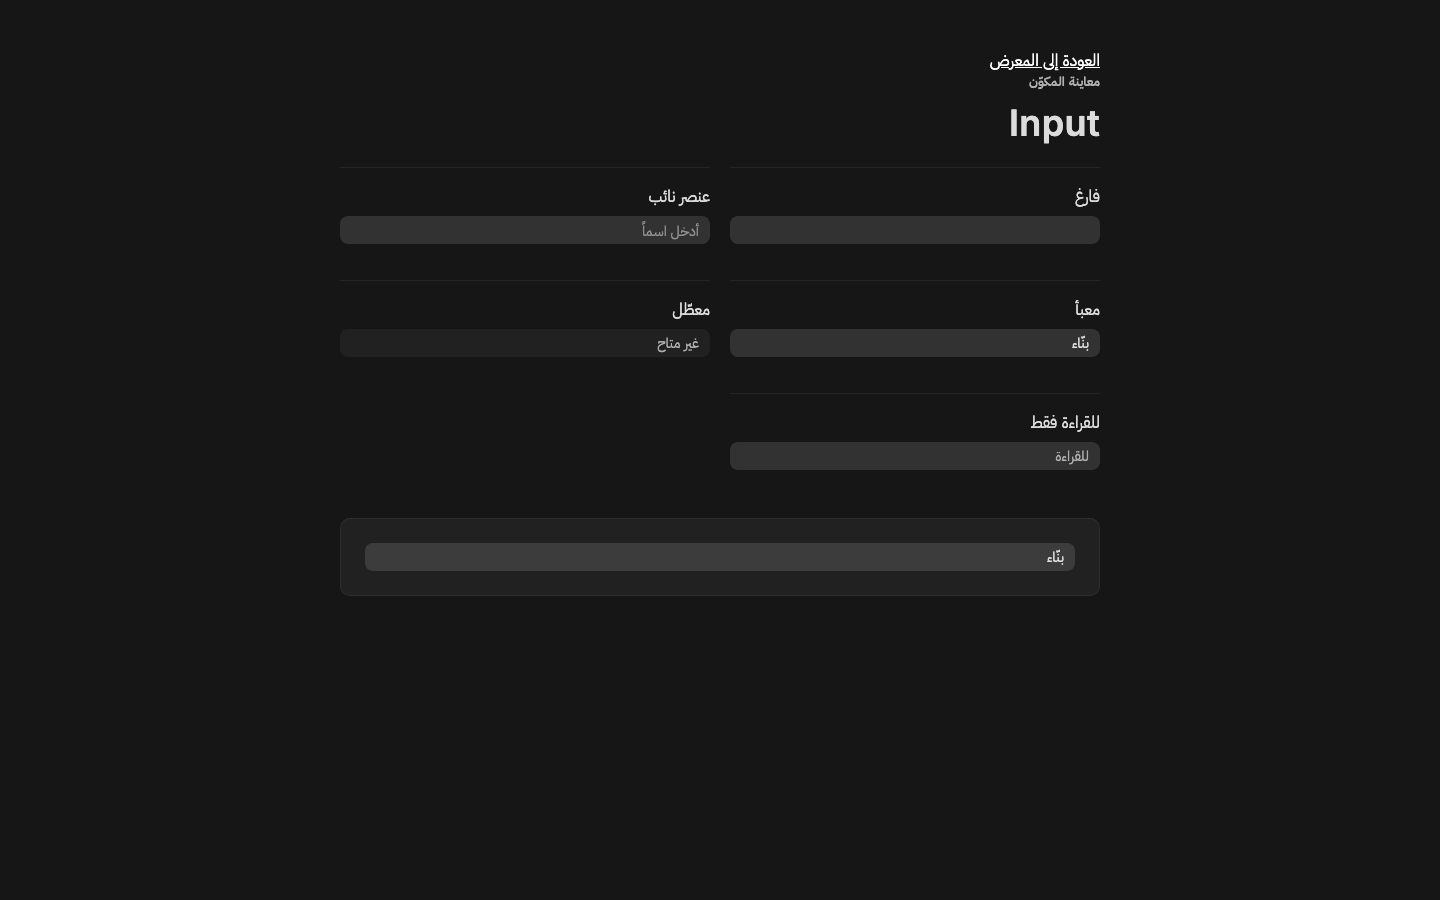 العودة إلى المعرض
معاينة المكوّن
Input
فارغ
عنصر نائب
أدخل اسماً
معبأ
بنّاء
معطّل
غير متاح
للقراءة فقط
للقراءة
بنّاء